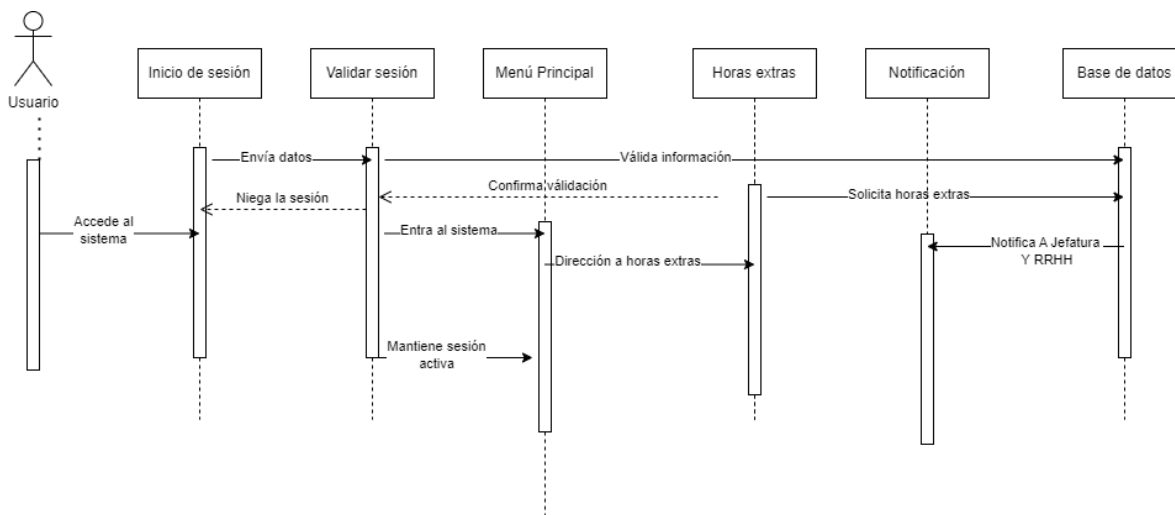 Usuario
Inicio de sesión
Validar sesión
Menú Principal
Horas extras
Notificación
Base de datos
Envía datos
Válida información
Confirma válidación
Niega la sesión
Solicita horas extras
Accede al
sistema
Entra al sistema
Notifica A Jefatura
Y RRHH
Dirección a horas extras
Mantiene sesión
activa